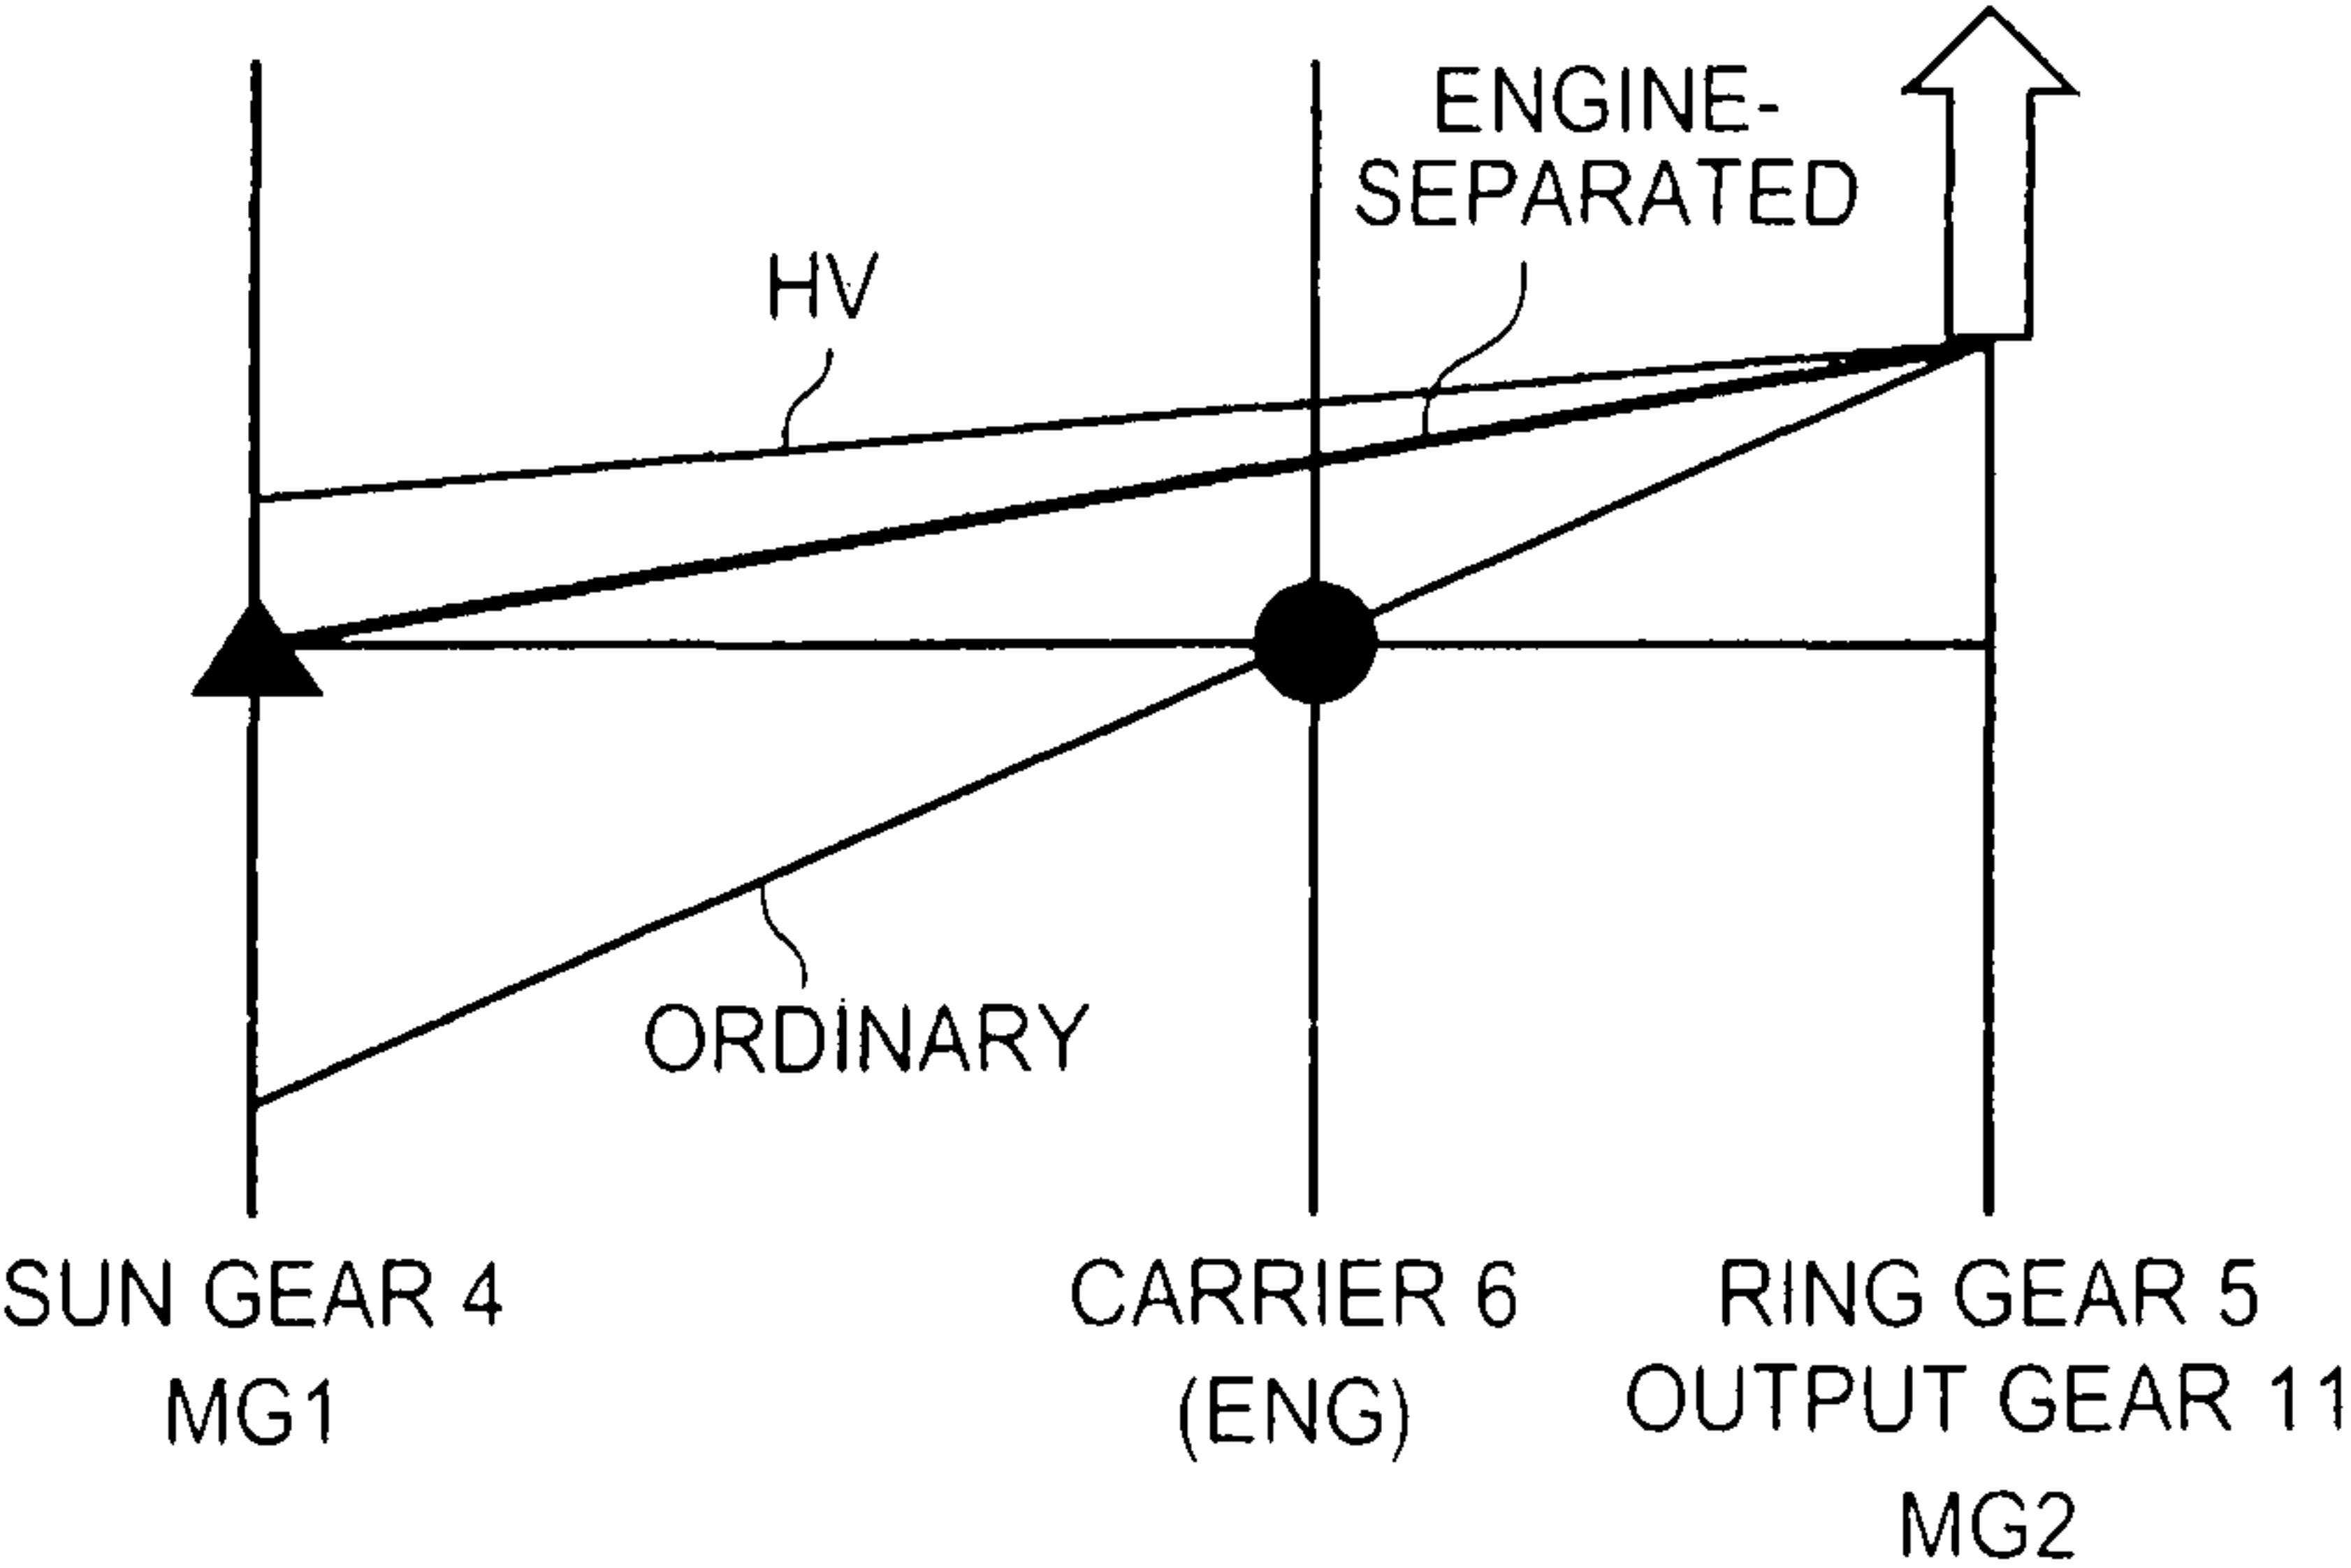 ENGINE-
SEPARATED
HV
ORDINARY
SUN GEAR 4
MG1
CARRIER 6
(ENG)
RING GEAR 5
OUTPUT GEAR 11
MG2